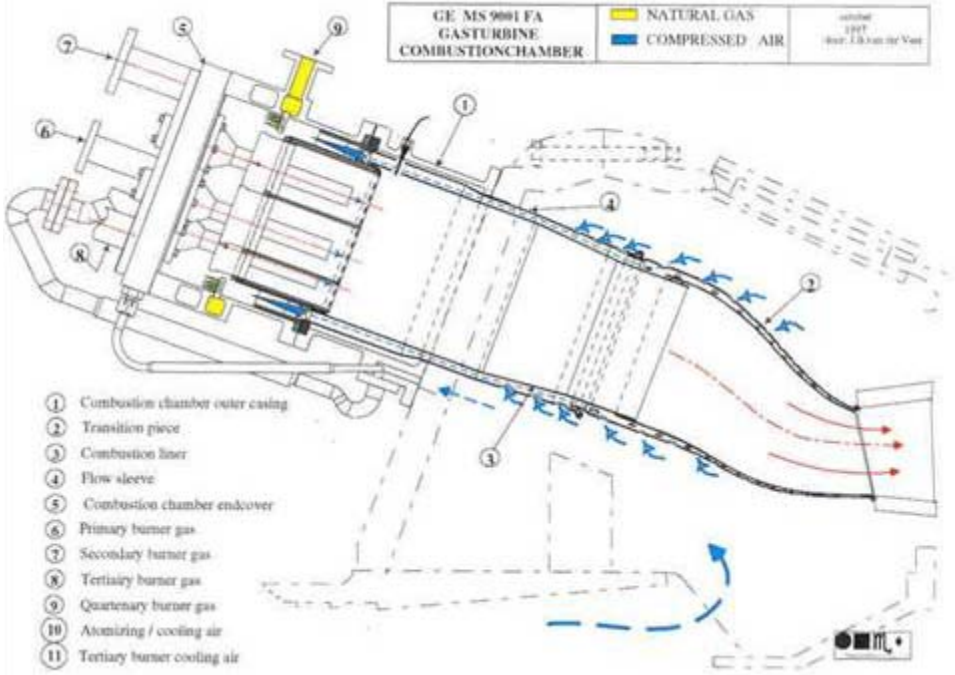 GE MS 9001 FA
GASTURBINE
COMBUSTIONCHAMBER
NATURAL GAS
COMPRESSED AIR
1997
7
5
9
6
1
4
8
2
3
1 Combustion chamber outer casing
2 Transition piece
3 Combustion liner
4 Flow sleeve
5 Combustion chamber endcover
6 Primary burner gas
7 Secondary burner gas
8 Tertiairy burner gas
9 Quartenary burner gas
10 Atomizing / cooling air
11 Tertiary burner cooling air